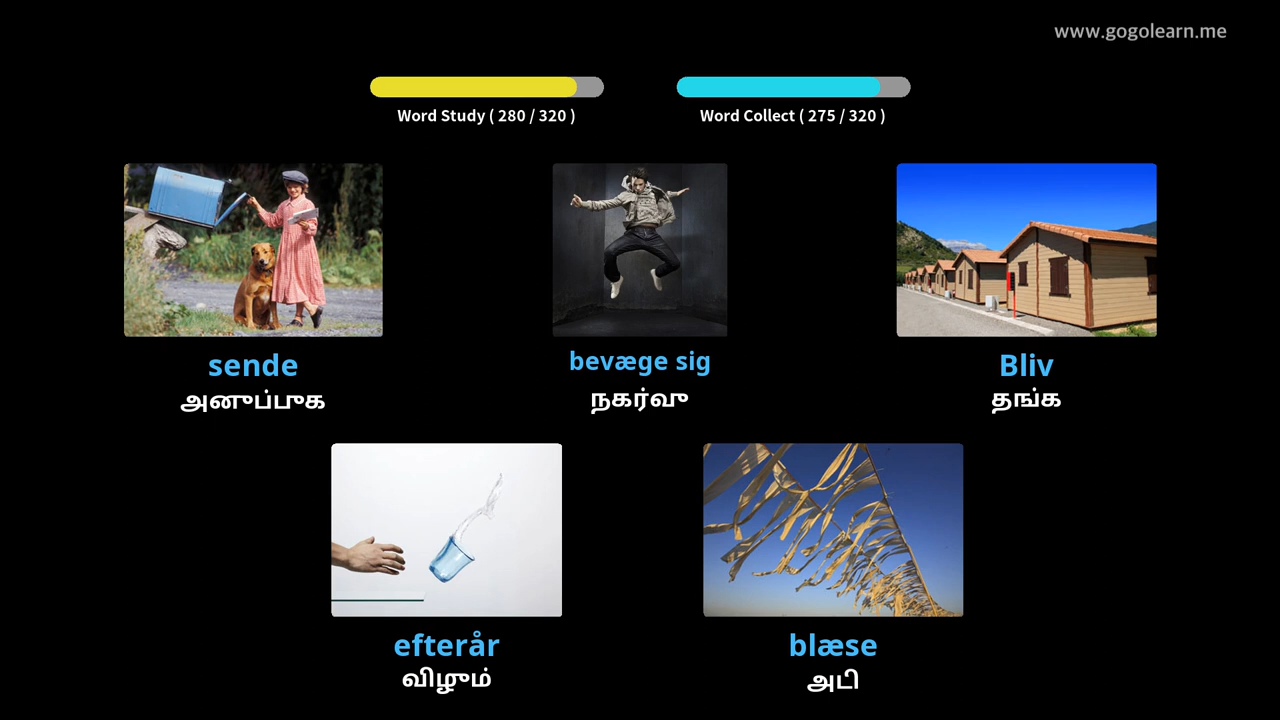 www.gogolearn.me
Word Study ( 280 / 320 )
Word Collect ( 275 / 320 )
sende
அனுப்புக
bevæge sig
நகர்வு
Bliv
தங்க
efterår
விழும்
blæse
அடி